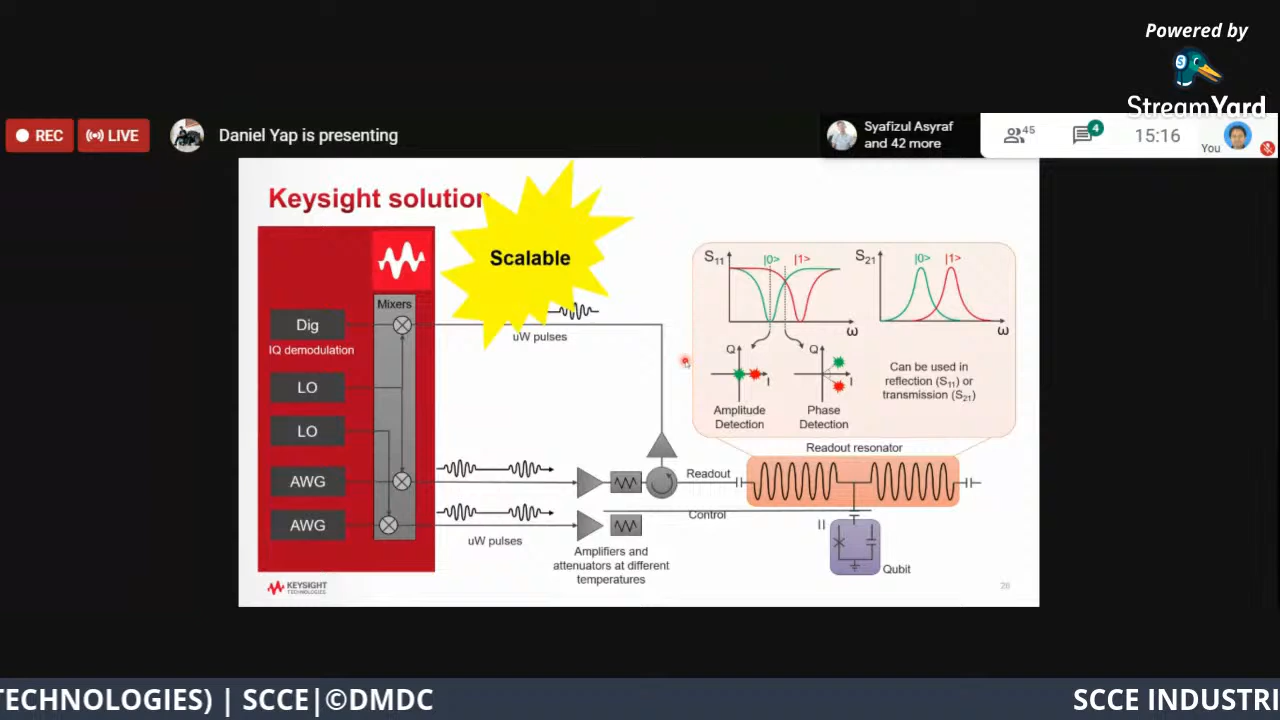 Powered by
StreamYard
REC
LIVE
Daniel Yap is presenting
Syafizul Asyraf
and 42 more
45
4
15:16
You
Keysight solution
Scalable
Mixers
Dig
IQ demodulation
LO
LO
AWG
AWG
uW pulses
uW pulses
Amplifiers and
attenuators at different
temperatures
S11
|0>
|1>
ω
S21
|0>
|1>
ω
Q
I
Q
I
Amplitude
Detection
Phase
Detection
Can be used in
reflection (S11) or
transmission (S21)
Readout resonator
Readout
Control
Qubit
KEYSIGHT
TECHNOLOGIES
26
TECHNOLOGIES) | SCCE|©DMDC
SCCE INDUSTRI